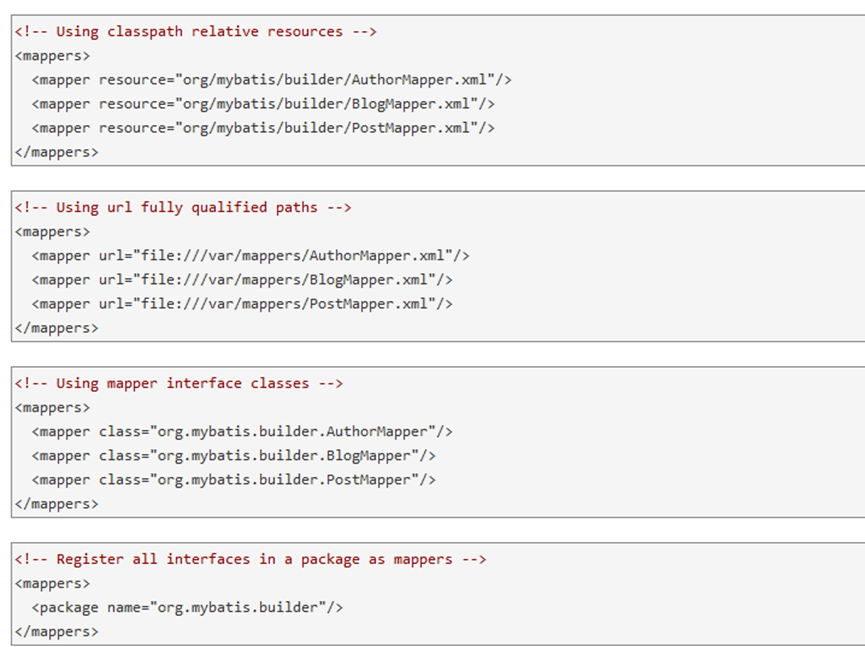 <!-- Using classpath relative resources -->
<mappers>
  <mapper resource="org/mybatis/builder/AuthorMapper.xml"/>
  <mapper resource="org/mybatis/builder/BlogMapper.xml"/>
  <mapper resource="org/mybatis/builder/PostMapper.xml"/>
</mappers>
<!-- Using url fully qualified paths -->
<mappers>
  <mapper url="file:///var/mappers/AuthorMapper.xml"/>
  <mapper url="file:///var/mappers/BlogMapper.xml"/>
  <mapper url="file:///var/mappers/PostMapper.xml"/>
</mappers>
<!-- Using mapper interface classes -->
<mappers>
  <mapper class="org.mybatis.builder.AuthorMapper"/>
  <mapper class="org.mybatis.builder.BlogMapper"/>
  <mapper class="org.mybatis.builder.PostMapper"/>
</mappers>
<!-- Register all interfaces in a package as mappers -->
<mappers>
  <package name="org.mybatis.builder"/>
</mappers>